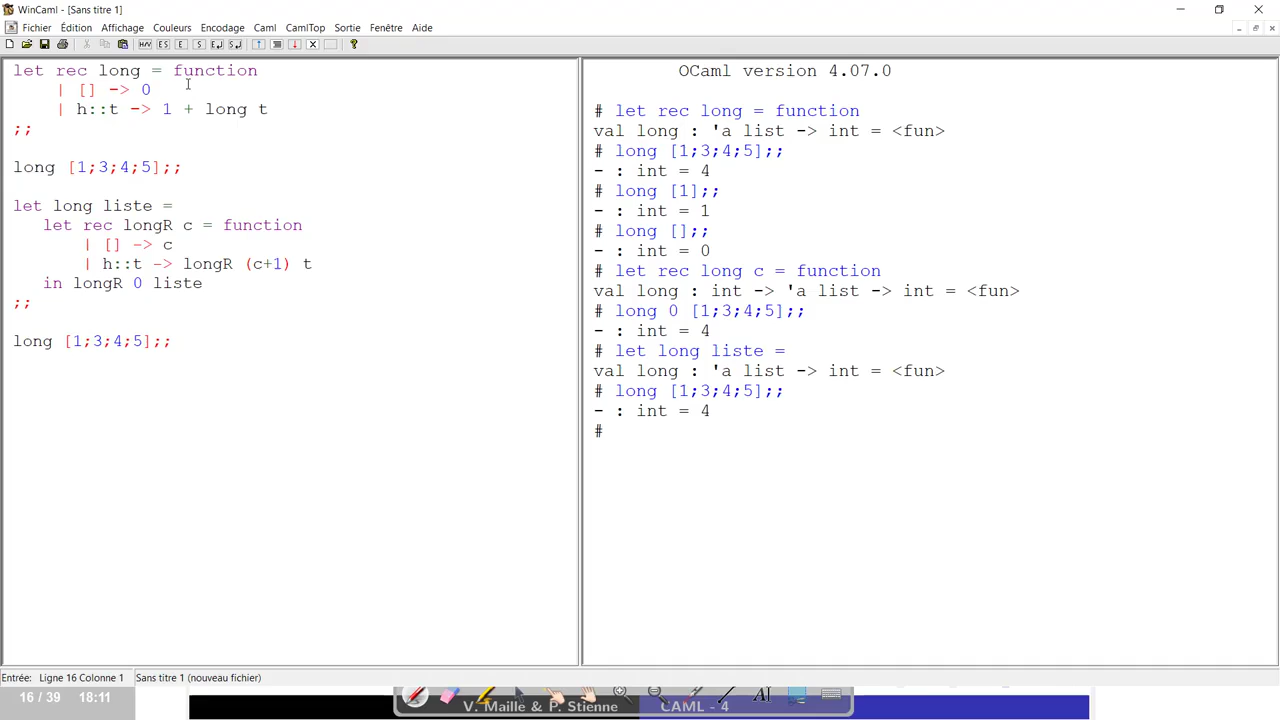 WinCaml - [Sans titre 1]
Fichier Édition Affichage Couleurs Encodage Caml CamlTop Sortie Fenêtre Aide
let rec long = function
| [] -> 0
| h::t -> 1 + long t
;;
long [1;3;4;5];;
let long liste =
let rec longR c = function
| [] -> c
| h::t -> longR (c+1) t
in longR 0 liste
;;
long [1;3;4;5];;
OCaml version 4.07.0
# let rec long = function
val long : 'a list -> int = <fun>
# long [1;3;4;5];;
- : int = 4
# long [1];;
- : int = 1
# long [];;
- : int = 0
# let rec long c = function
val long : int -> 'a list -> int = <fun>
# long 0 [1;3;4;5];;
- : int = 4
# let long liste =
val long : 'a list -> int = <fun>
# long [1;3;4;5];;
- : int = 4
#
Entrée: Ligne 16 Colonne 1 Sans titre 1 (nouveau fichier)
16 / 39 18:11
V. Maille & P. Stienne CAML - 4